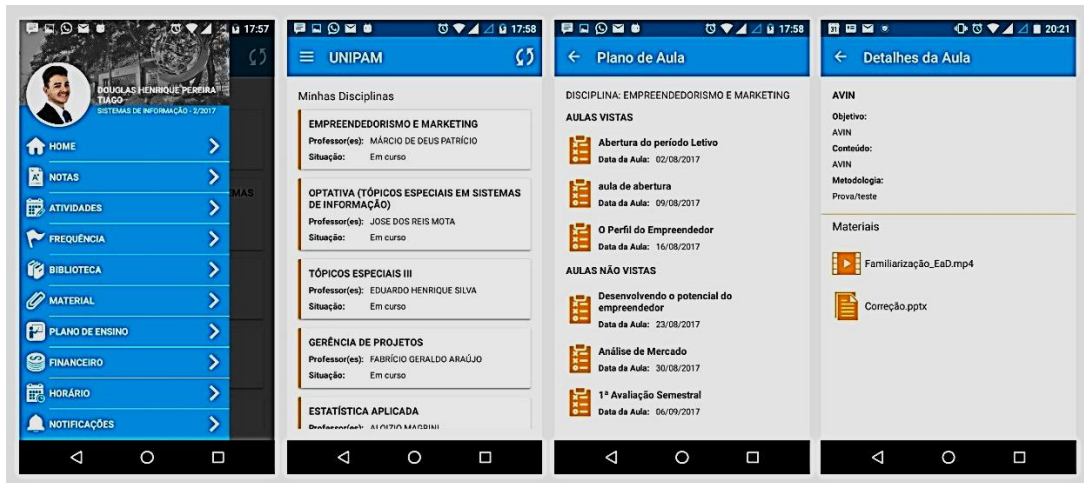 17:57
DOUGLAS HENRIQUE PEREIRA
TIAGO
SISTEMAS DE INFORMAÇÃO - 2/2017
HOME
NOTAS
ATIVIDADES
FREQUÊNCIA
BIBLIOTECA
MATERIAL
PLANO DE ENSINO
FINANCEIRO
HORÁRIO
NOTIFICAÇÕES
MAS
17:58
UNIPAM
Minhas Disciplinas
EMPREENDEDORISMO E MARKETING
Professor(es): MÁRCIO DE DEUS PATRÍCIO
Situação: Em curso
OPTATIVA (TÓPICOS ESPECIAIS EM SISTEMAS
DE INFORMAÇÃO)
Professor(es): JOSE DOS REIS MOTA
Situação: Em curso
TÓPICOS ESPECIAIS III
Professor(es): EDUARDO HENRIQUE SILVA
Situação: Em curso
GERÊNCIA DE PROJETOS
Professor(es): FABRÍCIO GERALDO ARAÚJO
Situação: Em curso
ESTATÍSTICA APLICADA
Professor(es): ALOIZIO MAGRINI
17:58
Plano de Aula
DISCIPLINA: EMPREENDEDORISMO E MARKETING
AULAS VISTAS
Abertura do período Letivo
Data da Aula: 02/08/2017
aula de abertura
Data da Aula: 09/08/2017
O Perfil do Empreendedor
Data da Aula: 16/08/2017
AULAS NÃO VISTAS
Desenvolvendo o potencial do
empreendedor
Data da Aula: 23/08/2017
Análise de Mercado
Data da Aula: 30/08/2017
1ª Avaliação Semestral
Data da Aula: 06/09/2017
31
20:21
Detalhes da Aula
AVIN
Objetivo:
AVIN
Conteúdo:
AVIN
Metodologia:
Prova/teste
Materiais
Familiarização_EaD.mp4
Correção.pptx